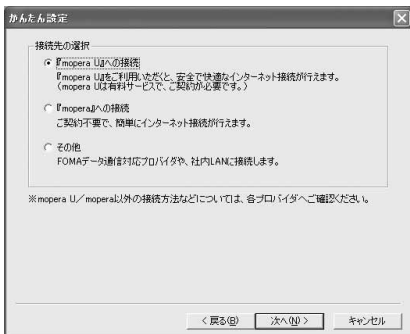 かんたん設定
接続先の選択
『mopera U』への接続
『mopera U』をご利用いただくと、安全で快適なインターネット接続が行えます。
(mopera Uは有料サービスで、ご契約が必要です。)
『mopera』への接続
ご契約不要で、簡単にインターネット接続が行えます。
その他
FOMAデータ通信対応プロバイダや、社内LANに接続します。
※mopera U／mopera以外の接続方法などについては、各プロバイダへご確認ください。
< 戻る(B)
次へ(N) >
キャンセル